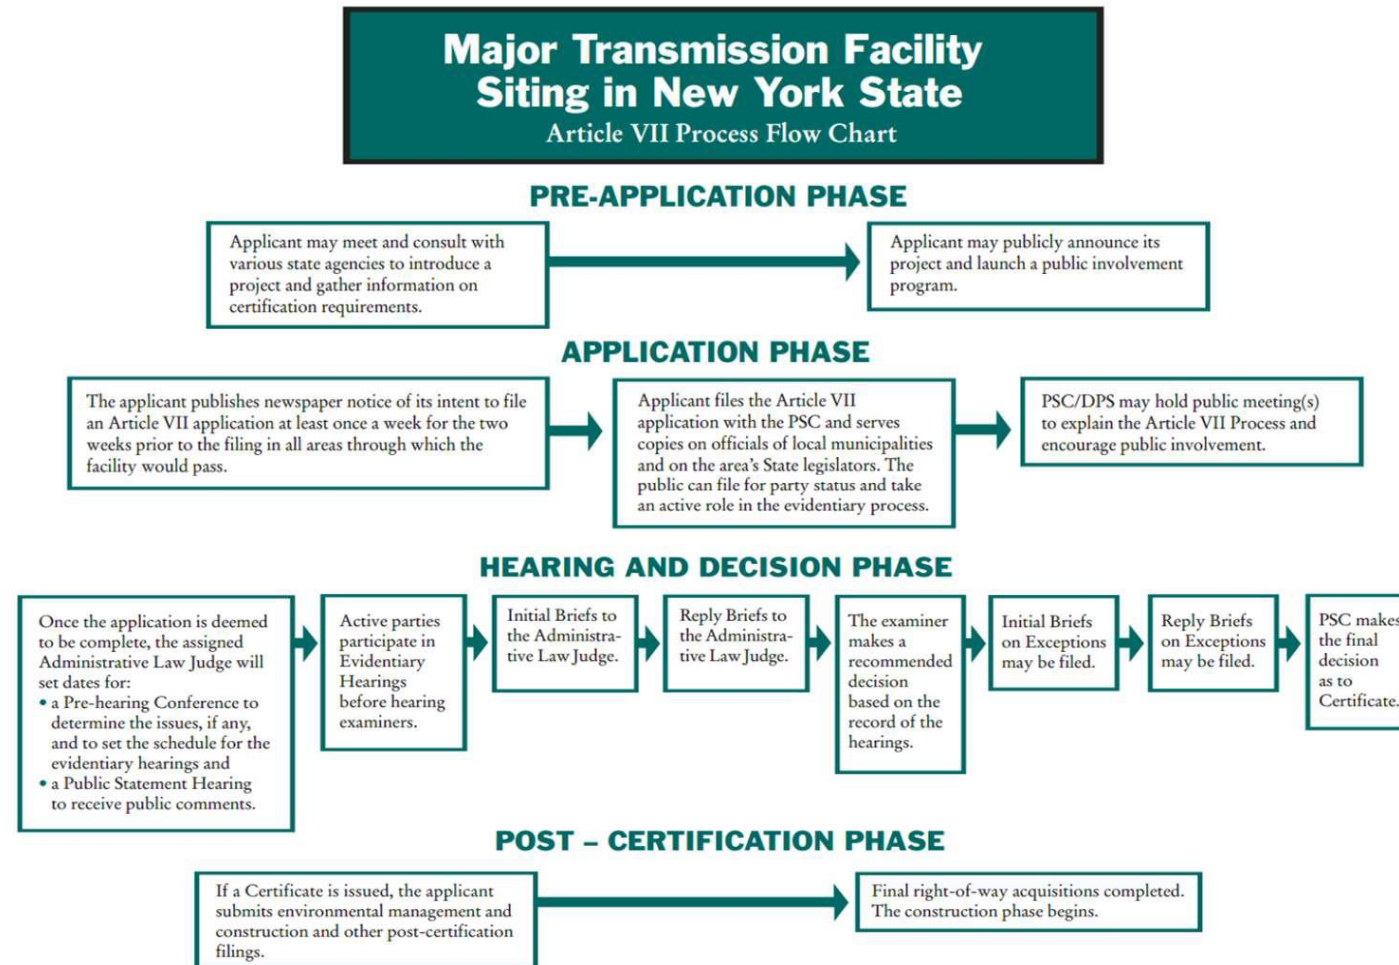 Major Transmission Facility
Siting in New York State
Article VII Process Flow Chart
PRE-APPLICATION PHASE
Applicant may meet and consult with
various state agencies to introduce a
project and gather information on
certification requirements.
Applicant may publicly announce its
project and launch a public involvement
program.
APPLICATION PHASE
The applicant publishes newspaper notice of its intent to file
an Article VII application at least once a week for the two
weeks prior to the filing in all areas through which the
facility would pass.
Applicant files the Article VII
application with the PSC and serves
copies on officials of local municipalities
and on the area's State legislators. The
public can file for party status and take
an active role in the evidentiary process.
PSC/DPS may hold public meeting(s)
to explain the Article VII Process and
encourage public involvement.
HEARING AND DECISION PHASE
Once the application is deemed
to be complete, the assigned
Administrative Law Judge will
set dates for:
• a Pre-hearing Conference to
determine the issues, if any,
and to set the schedule for the
evidentiary hearings and
• a Public Statement Hearing
to receive public comments.
Active parties
participate in
Evidentiary
Hearings
before hearing
examiners.
Initial Briefs to
the Administra-
tive Law Judge.
Reply Briefs to
the Administra-
tive Law Judge.
The examiner
makes a
recommended
decision
based on the
record of the
hearings.
Initial Briefs
on Exceptions
may be filed.
Reply Briefs
on Exceptions
may be filed.
PSC makes
the final
decision
as to
Certificate.
POST – CERTIFICATION PHASE
If a Certificate is issued, the applicant
submits environmental management and
construction and other post-certification
filings.
Final right-of-way acquisitions completed.
The construction phase begins.